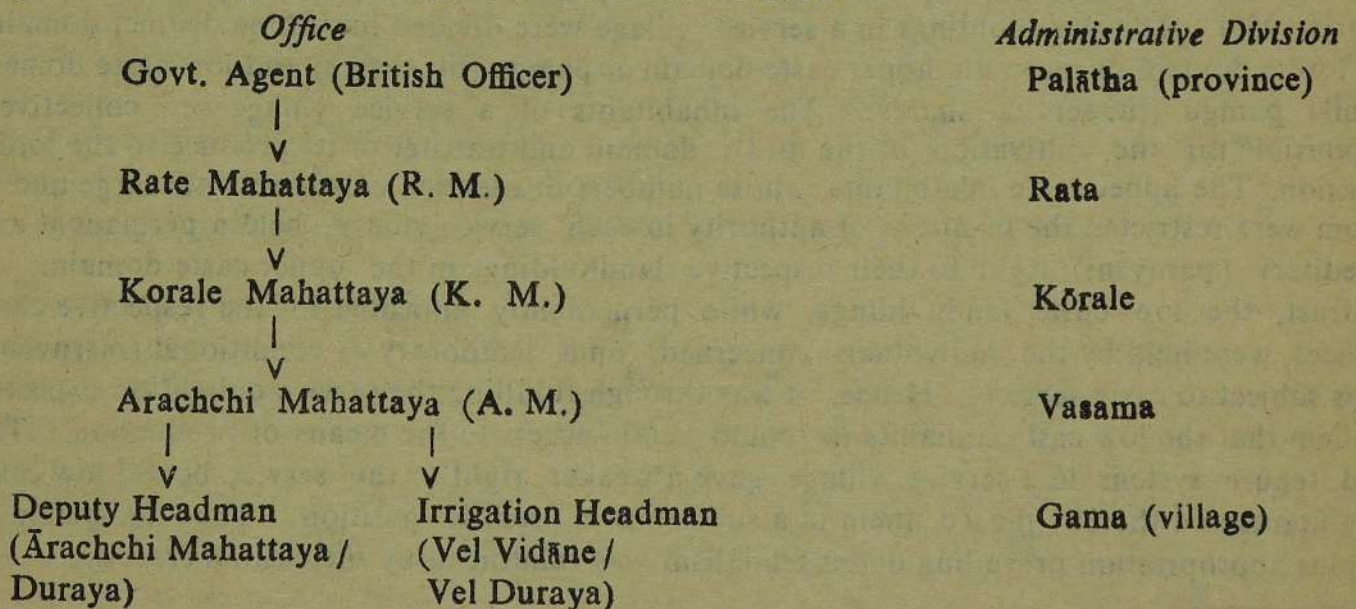 Office Administrative Division
Govt. Agent (British Officer) Palātha (province)
Rate Mahattaya (R. M.) Rata
Korale Mahattaya (K. M.) Kōrale
Arachchi Mahattaya (A. M.) Vasama
Deputy Headman Irrigation Headman Gama (village)
(Ārachchi Mahattaya / (Vel Vidāne /
Duraya) Vel Duraya)